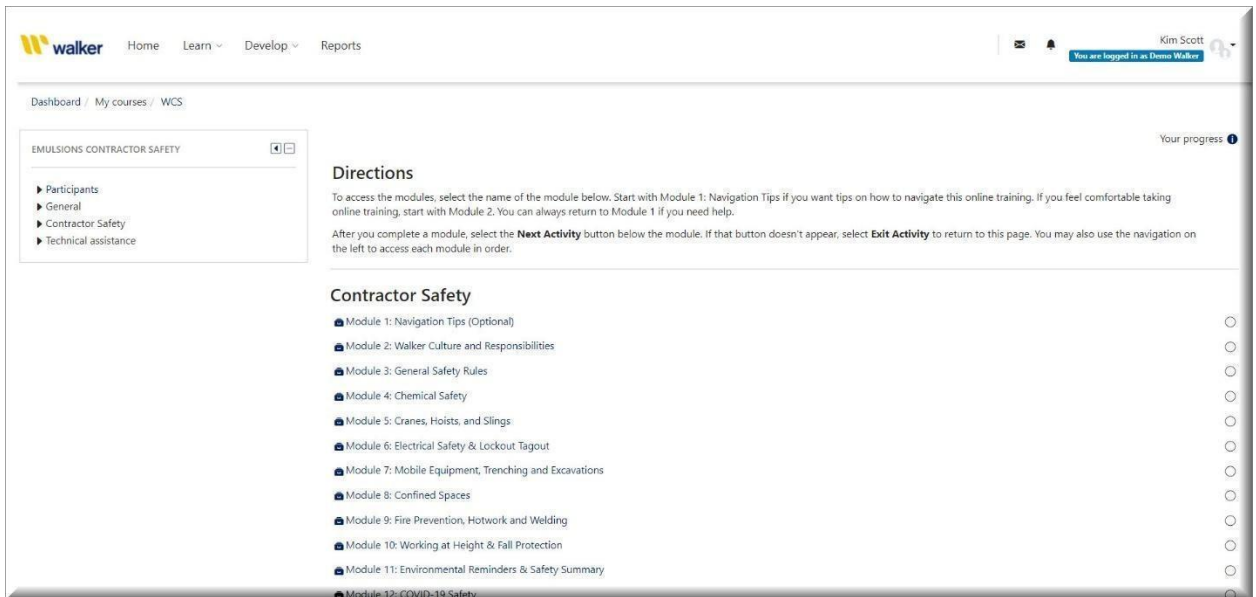 walker
Home
Learn
Develop
Reports
Kim Scott
You are logged in as Demo Walker
Dashboard / My courses / WCS
EMULSIONS CONTRACTOR SAFETY
Participants
General
Contractor Safety
Technical assistance
Your progress
Directions
To access the modules, select the name of the module below. Start with Module 1: Navigation Tips if you want tips on how to navigate this online training. If you feel comfortable taking
online training, start with Module 2. You can always return to Module 1 if you need help.
After you complete a module, select the Next Activity button below the module. If that button doesn't appear, select Exit Activity to return to this page. You may also use the navigation on
the left to access each module in order.
Contractor Safety
Module 1: Navigation Tips (Optional)
Module 2: Walker Culture and Responsibilities
Module 3: General Safety Rules
Module 4: Chemical Safety
Module 5: Cranes, Hoists, and Slings
Module 6: Electrical Safety & Lockout Tagout
Module 7: Mobile Equipment, Trenching and Excavations
Module 8: Confined Spaces
Module 9: Fire Prevention, Hotwork and Welding
Module 10: Working at Height & Fall Protection
Module 11: Environmental Reminders & Safety Summary
Module 12: COVID-19 Safety